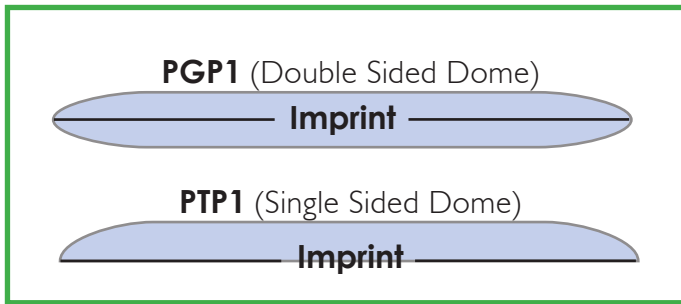 PGP1 (Double Sided Dome)
Imprint
PTP1 (Single Sided Dome)
Imprint